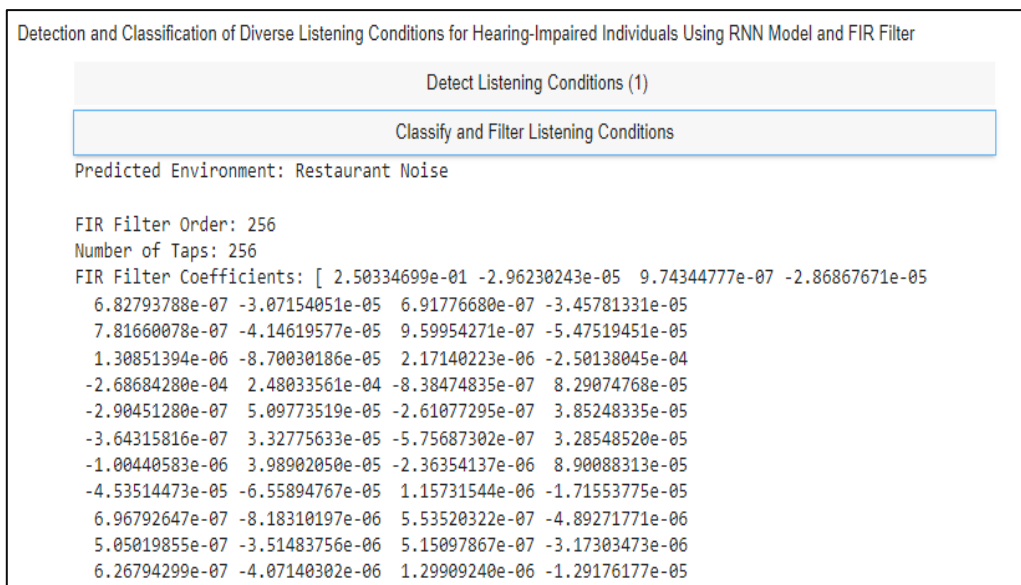 Detection and Classification of Diverse Listening Conditions for Hearing-Impaired Individuals Using RNN Model and FIR Filter
Detect Listening Conditions (1)
Classify and Filter Listening Conditions
Predicted Environment: Restaurant Noise
FIR Filter Order: 256
Number of Taps: 256
FIR Filter Coefficients: [ 2.50334699e-01 -2.96230243e-05 9.74344777e-07 -2.86867671e-05
6.82793788e-07 -3.07154051e-05 6.91776680e-07 -3.45781331e-05
7.81660078e-07 -4.14619577e-05 9.59954271e-07 -5.47519451e-05
1.30851394e-06 -8.70030186e-05 2.17140223e-06 -2.50138045e-04
-2.68684280e-04 2.48033561e-04 -8.38474835e-07 8.29074768e-05
-2.90451280e-07 5.09773519e-05 -2.61077295e-07 3.85248335e-05
-3.64315816e-07 3.32775633e-05 -5.75687302e-07 3.28548520e-05
-1.00440583e-06 3.98902050e-05 -2.36354137e-06 8.90088313e-05
-4.53514473e-05 -6.55894767e-05 1.15731544e-06 -1.71553775e-05
6.96792647e-07 -8.18310197e-06 5.53520322e-07 -4.89271771e-06
5.05019855e-07 -3.51483756e-06 5.15097867e-07 -3.17303473e-06
6.26794299e-07 -4.07140302e-06 1.29909240e-06 -1.29176177e-05